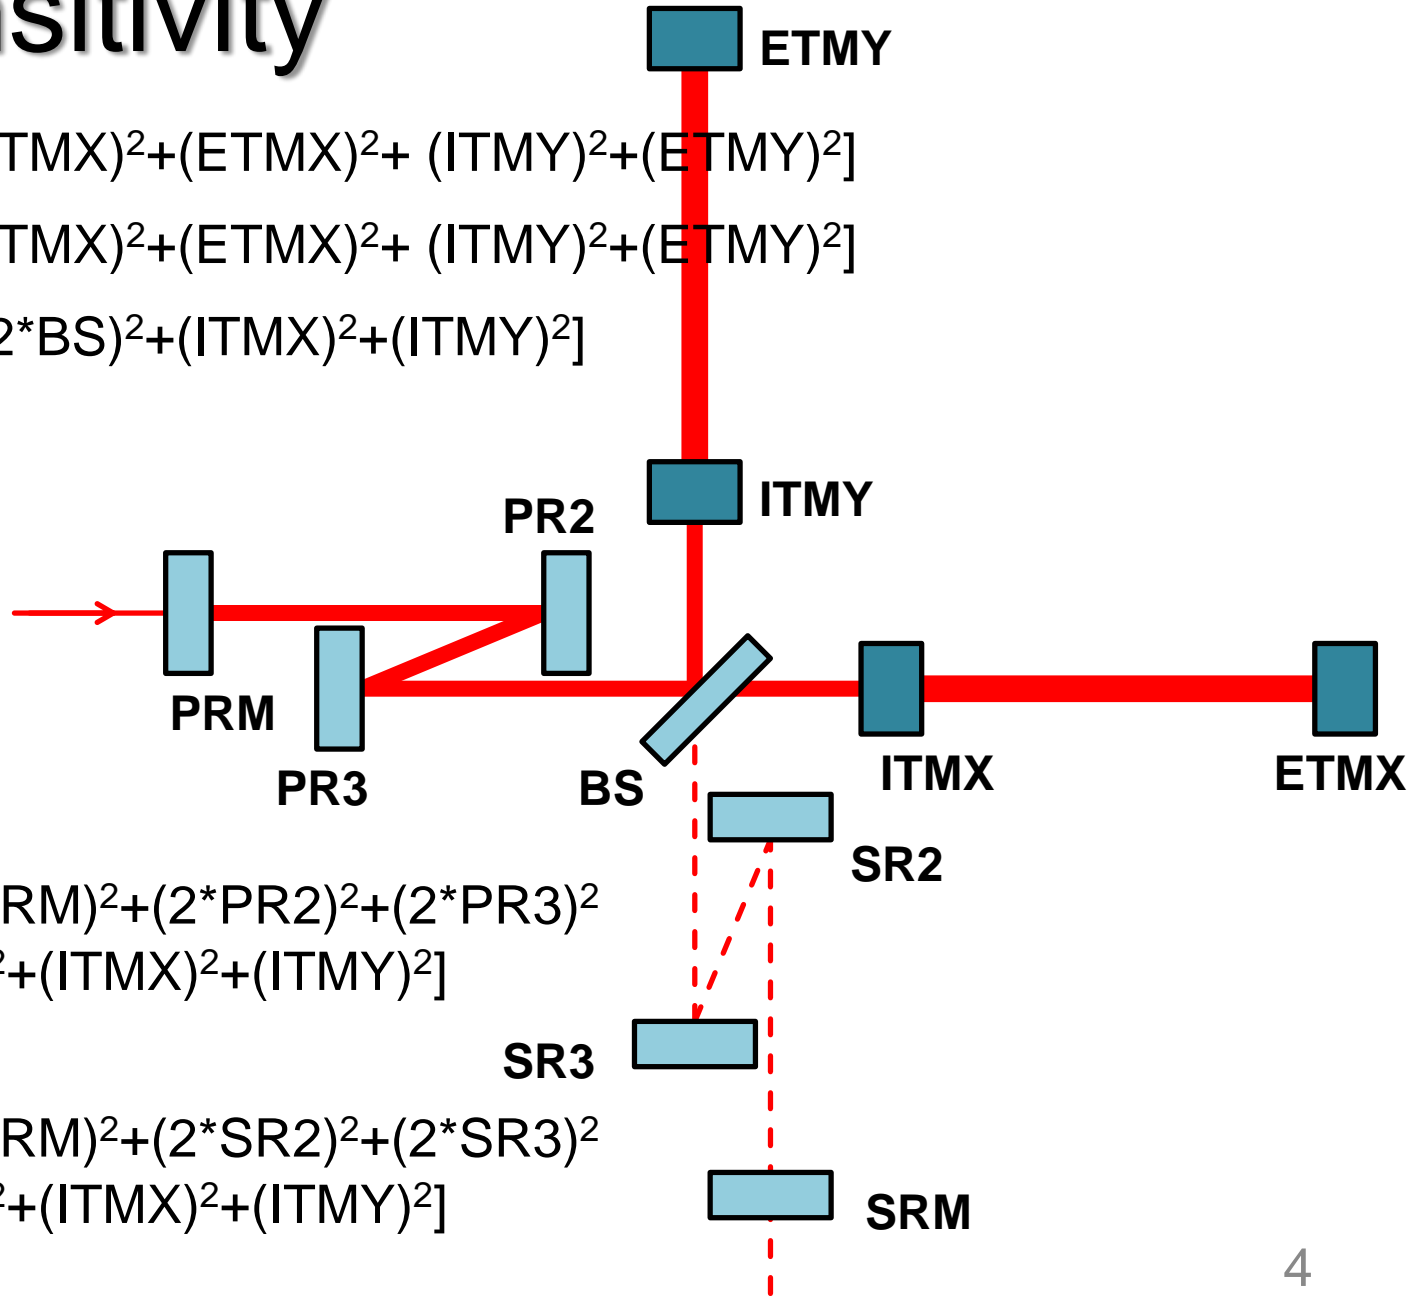 nsitivity
ETMY
TMX)²+(ETMX)²+ (ITMY)²+(ETMY)²]
TMX)²+(ETMX)²+ (ITMY)²+(ETMY)²]
2*BS)²+(ITMX)²+(ITMY)²]
ITMY
PR2
PRM
PR3
BS
ITMX
ETMX
SR2
RM)²+(2*PR2)²+(2*PR3)²
²+(ITMX)²+(ITMY)²]
SR3
RM)²+(2*SR2)²+(2*SR3)²
²+(ITMX)²+(ITMY)²]
SRM
4